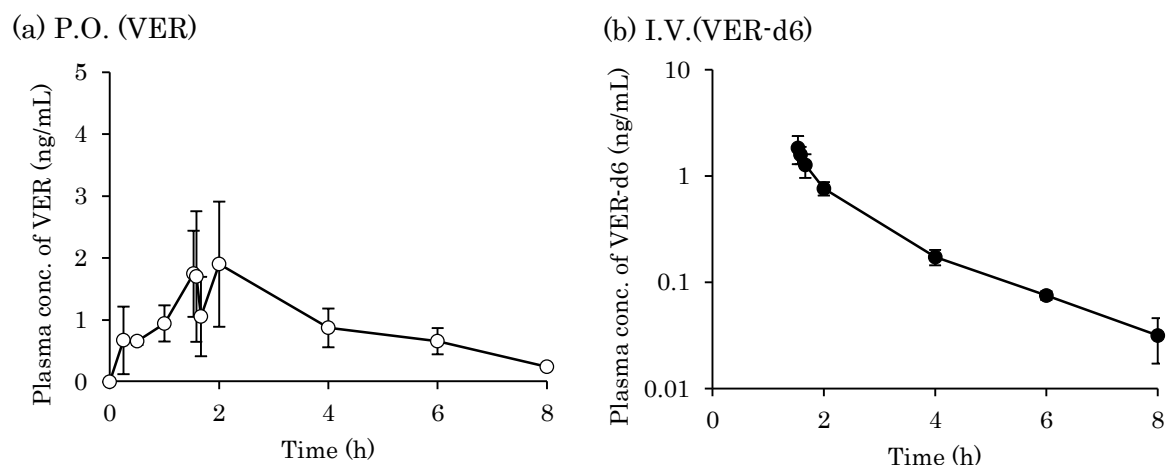 (a) P.O. (VER)
Plasma conc. of VER (ng/mL)
5
4
3
2
1
0
0 2 4 6 8
Time (h)
(b) I.V.(VER-d6)
Plasma conc. of VER-d6 (ng/mL)
10
1
0.1
0.01
0 2 4 6 8
Time (h)